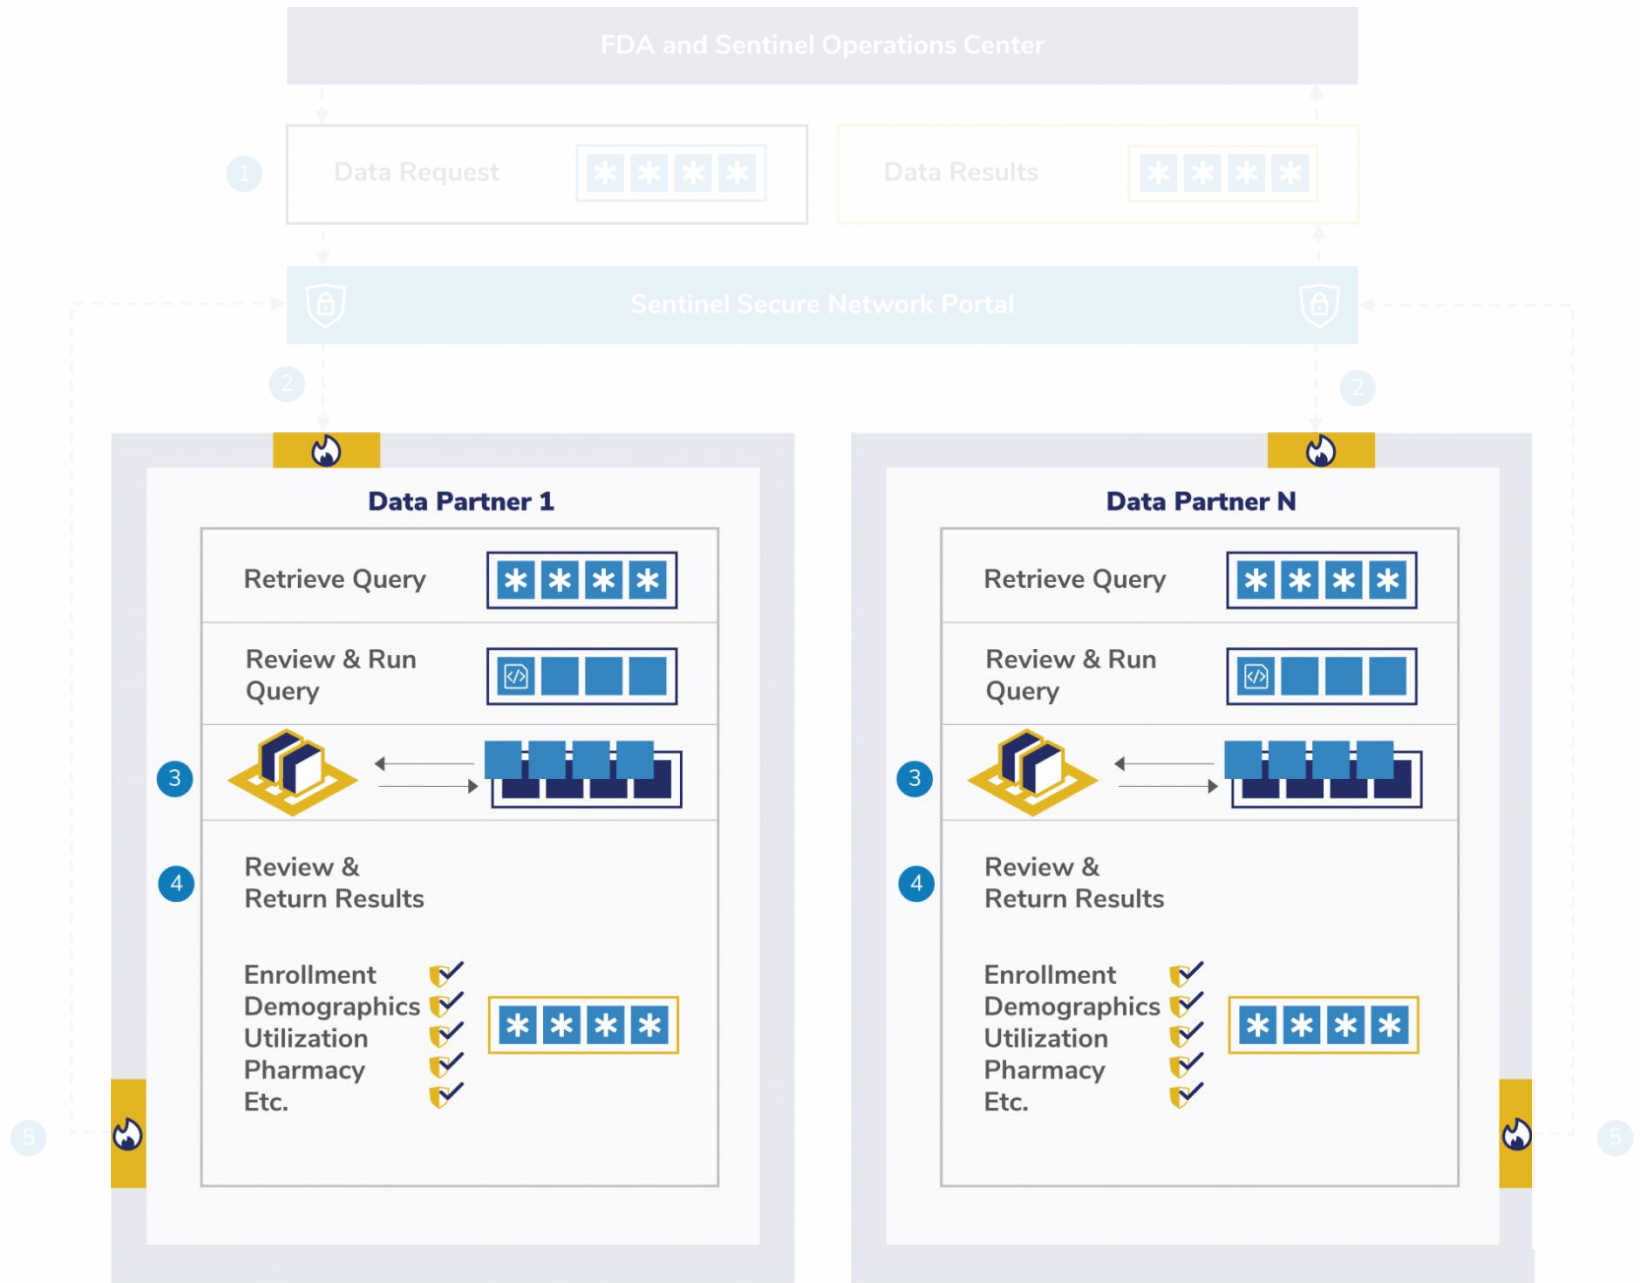 FDA and Sentinel Operations Center
1
Data Request
Data Results
Sentinel Secure Network Portal
2
2
Data Partner 1
Retrieve Query
Review & Run
Query
</>
3
4
Review &
Return Results
Enrollment
Demographics
Utilization
Pharmacy
Etc.
5
Data Partner N
Retrieve Query
Review & Run
Query
</>
3
4
Review &
Return Results
Enrollment
Demographics
Utilization
Pharmacy
Etc.
5